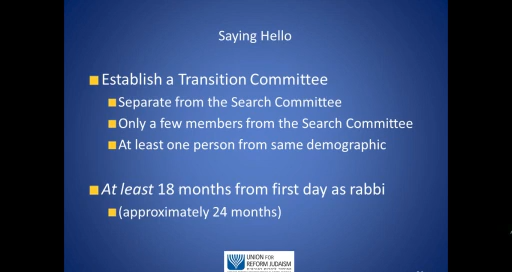 Saying Hello
Establish a Transition Committee
Separate from the Search Committee
Only a few members from the Search Committee
At least one person from same demographic
At least 18 months from first day as rabbi
(approximately 24 months)
UNION FOR
REFORM JUDAISM